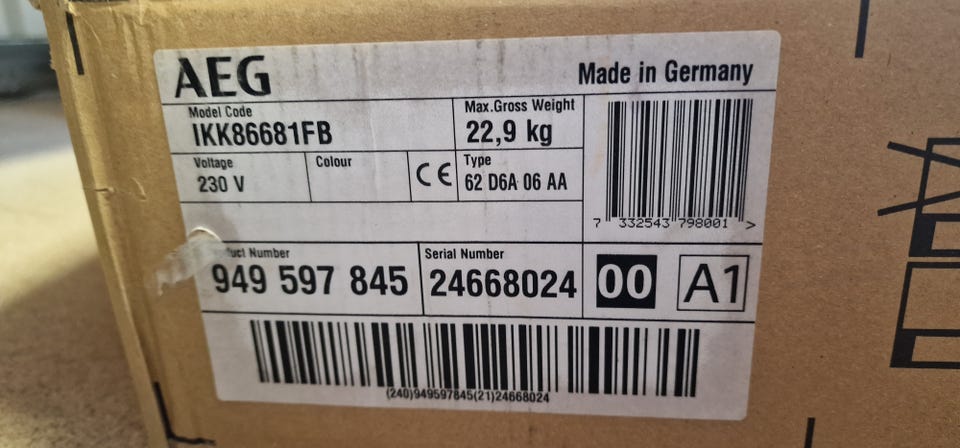 AEG
Made in Germany
Model Code
IKK86681FB
Max.Gross Weight
22,9 kg
Voltage
230 V
Colour
CE
Type
62 D6A 06 AA
7 332543 798001 >
uct Number
949 597 845
Serial Number
24668024
00
A1
(240)949597845(21)24668024